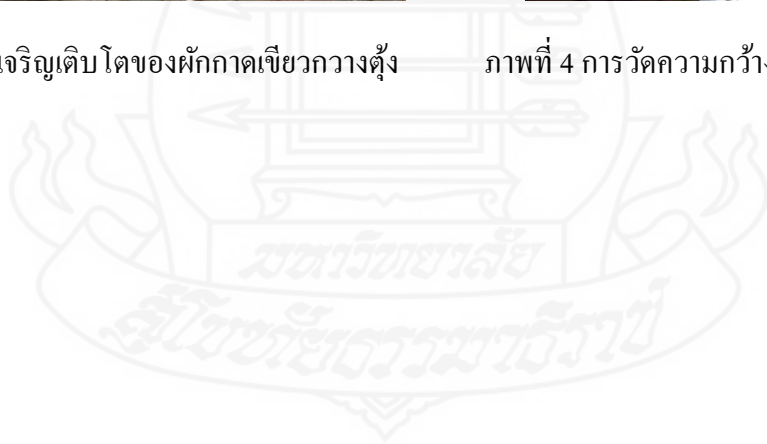 จริญเติบโตของผักกาดเขียวกวางตุ้ง ภาพที่ 4 การวัดความกว้าง
มหาวิทยาลัย
สุโขทัยธรรมาธิราช